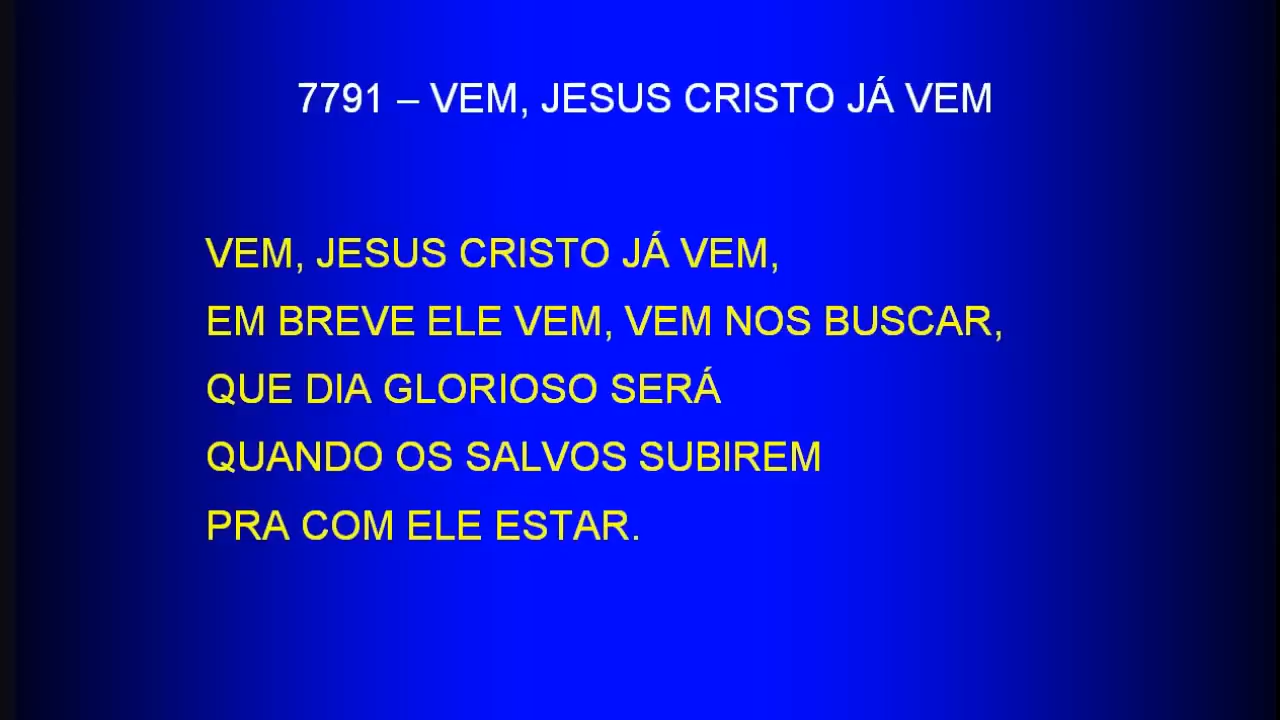 7791 – VEM, JESUS CRISTO JÁ VEM
VEM, JESUS CRISTO JÁ VEM,
EM BREVE ELE VEM, VEM NOS BUSCAR,
QUE DIA GLORIOSO SERÁ
QUANDO OS SALVOS SUBIREM
PRA COM ELE ESTAR.